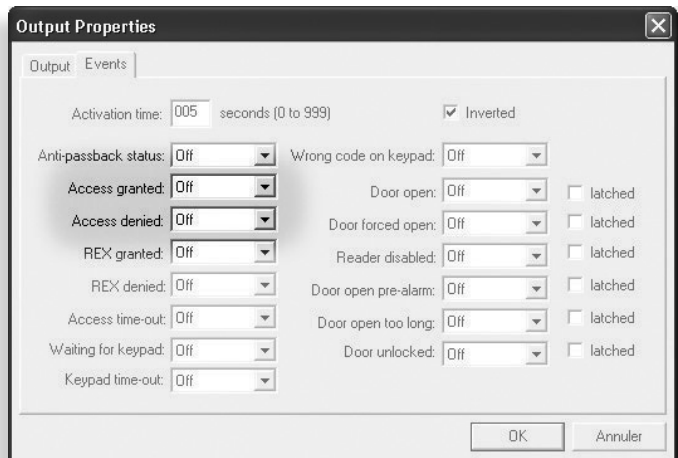 Output Properties
Output Events
Activation time: 005 seconds (0 to 999) Inverted
Anti-passback status: Off Wrong code on keypad: Off
Access granted: Off Door open: Off latched
Access denied: Off Door forced open: Off latched
REX granted: Off Reader disabled: Off latched
REX denied: Off Door open pre-alarm: Off latched
Access time-out: Off Door open too long: Off latched
Waiting for keypad: Off Door unlocked: Off latched
Keypad time-out: Off
OK Annuler